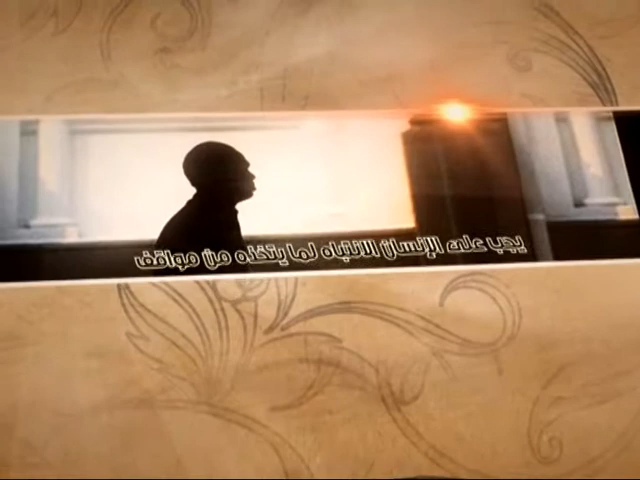 يجب على الإنسان الانتباه لما يتخذه من مواقف